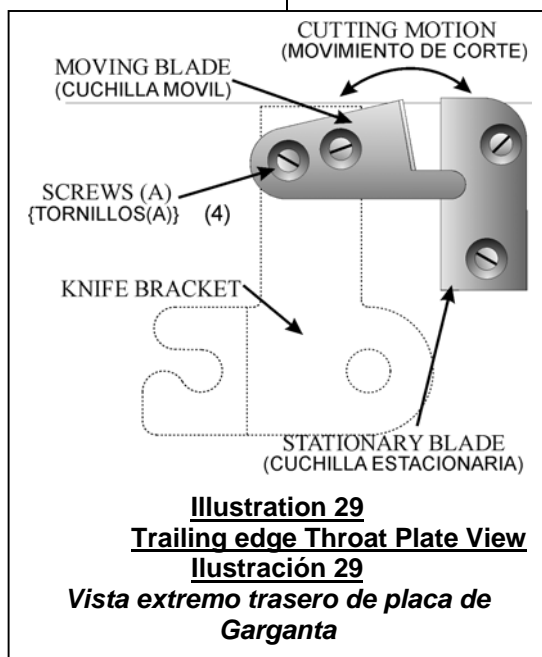 CUTTING MOTION
(MOVIMIENTO DE CORTE)
MOVING BLADE
(CUCHILLA MOVIL)
SCREWS (A)
{TORNILLOS(A)} (4)
KNIFE BRACKET
STATIONARY BLADE
(CUCHILLA ESTACIONARIA)
Illustration 29
Trailing edge Throat Plate View
Ilustración 29
Vista extremo trasero de placa de
Garganta